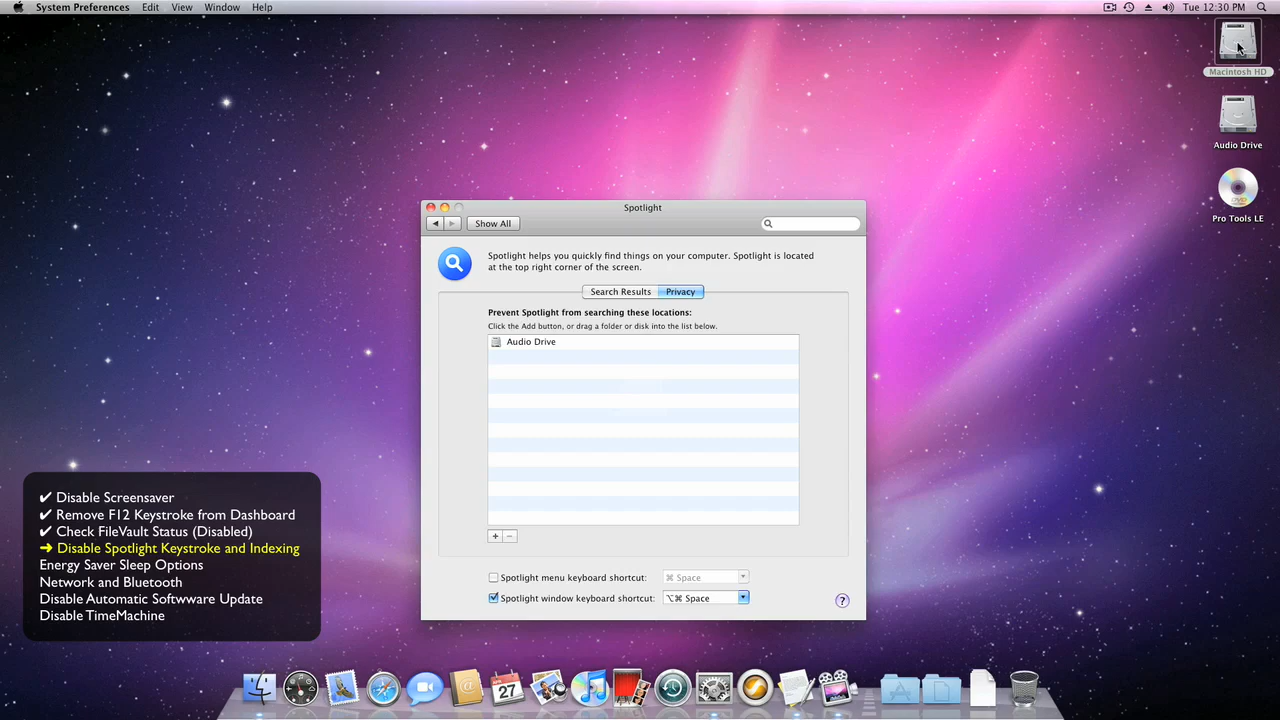 System Preferences Edit View Window Help Tue 12:30 PM
Macintosh HD
Audio Drive
Pro Tools LE
Spotlight
Show All
Spotlight helps you quickly find things on your computer. Spotlight is located
at the top right corner of the screen.
Search Results Privacy
Prevent Spotlight from searching these locations:
Click the Add button, or drag a folder or disk into the list below.
Audio Drive
+ −
Spotlight menu keyboard shortcut: ⌘ Space
Spotlight window keyboard shortcut: ⌥⌘ Space
?
✔ Disable Screensaver
✔ Remove F12 Keystroke from Dashboard
✔ Check FileVault Status (Disabled)
➜ Disable Spotlight Keystroke and Indexing
Energy Saver Sleep Options
Network and Bluetooth
Disable Automatic Softwware Update
Disable TimeMachine
APR
27